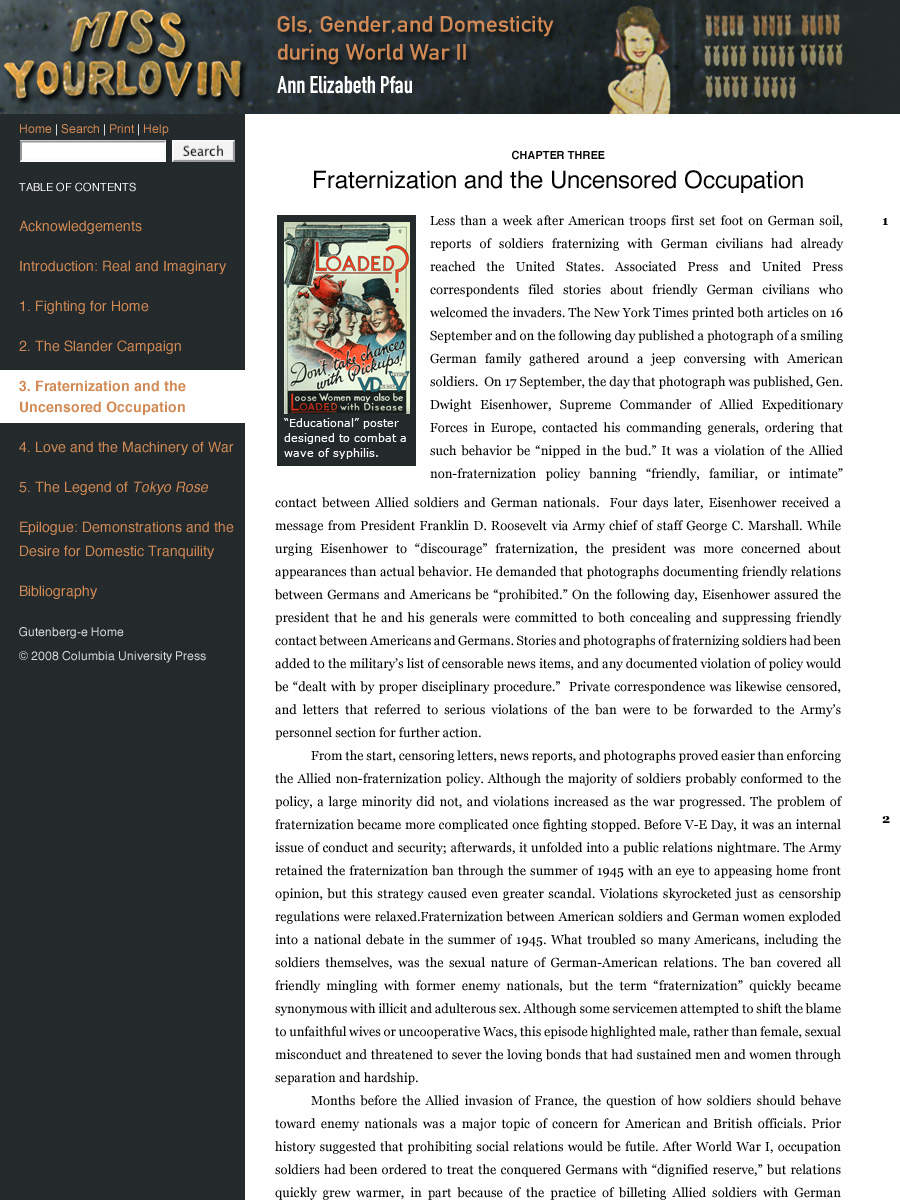 MISS
YOURLOVIN
GIs, Gender,and Domesticity
during World War II
Ann Elizabeth Pfau
Home | Search | Print | Help
Search
TABLE OF CONTENTS
Acknowledgements
Introduction: Real and Imaginary
1. Fighting for Home
2. The Slander Campaign
3. Fraternization and the
Uncensored Occupation
4. Love and the Machinery of War
5. The Legend of Tokyo Rose
Epilogue: Demonstrations and the
Desire for Domestic Tranquility
Bibliography
Gutenberg-e Home
© 2008 Columbia University Press
CHAPTER THREE
Fraternization and the Uncensored Occupation
LOADED?
Don't take chances
with Pickups!
VD
Loose Women may also be
LOADED with Disease
“Educational” poster
designed to combat a
wave of syphilis.
Less than a week after American troops first set foot on German soil,
1
reports of soldiers fraternizing with German civilians had already
reached the United States. Associated Press and United Press
correspondents filed stories about friendly German civilians who
welcomed the invaders. The New York Times printed both articles on 16
September and on the following day published a photograph of a smiling
German family gathered around a jeep conversing with American
soldiers. On 17 September, the day that photograph was published, Gen.
Dwight Eisenhower, Supreme Commander of Allied Expeditionary
Forces in Europe, contacted his commanding generals, ordering that
such behavior be “nipped in the bud.” It was a violation of the Allied
non-fraternization policy banning “friendly, familiar, or intimate”
contact between Allied soldiers and German nationals. Four days later, Eisenhower received a
message from President Franklin D. Roosevelt via Army chief of staff George C. Marshall. While
urging Eisenhower to “discourage” fraternization, the president was more concerned about
appearances than actual behavior. He demanded that photographs documenting friendly relations
between Germans and Americans be “prohibited.” On the following day, Eisenhower assured the
president that he and his generals were committed to both concealing and suppressing friendly
contact between Americans and Germans. Stories and photographs of fraternizing soldiers had been
added to the military’s list of censorable news items, and any documented violation of policy would
be “dealt with by proper disciplinary procedure.” Private correspondence was likewise censored,
and letters that referred to serious violations of the ban were to be forwarded to the Army’s
personnel section for further action.
From the start, censoring letters, news reports, and photographs proved easier than enforcing
the Allied non-fraternization policy. Although the majority of soldiers probably conformed to the
policy, a large minority did not, and violations increased as the war progressed. The problem of
fraternization became more complicated once fighting stopped. Before V-E Day, it was an internal
2
issue of conduct and security; afterwards, it unfolded into a public relations nightmare. The Army
retained the fraternization ban through the summer of 1945 with an eye to appeasing home front
opinion, but this strategy caused even greater scandal. Violations skyrocketed just as censorship
regulations were relaxed.Fraternization between American soldiers and German women exploded
into a national debate in the summer of 1945. What troubled so many Americans, including the
soldiers themselves, was the sexual nature of German-American relations. The ban covered all
friendly mingling with former enemy nationals, but the term “fraternization” quickly became
synonymous with illicit and adulterous sex. Although some servicemen attempted to shift the blame
to unfaithful wives or uncooperative Wacs, this episode highlighted male, rather than female, sexual
misconduct and threatened to sever the loving bonds that had sustained men and women through
separation and hardship.
Months before the Allied invasion of France, the question of how soldiers should behave
toward enemy nationals was a major topic of concern for American and British officials. Prior
history suggested that prohibiting social relations would be futile. After World War I, occupation
soldiers had been ordered to treat the conquered Germans with “dignified reserve,” but relations
quickly grew warmer, in part because of the practice of billeting Allied soldiers with German